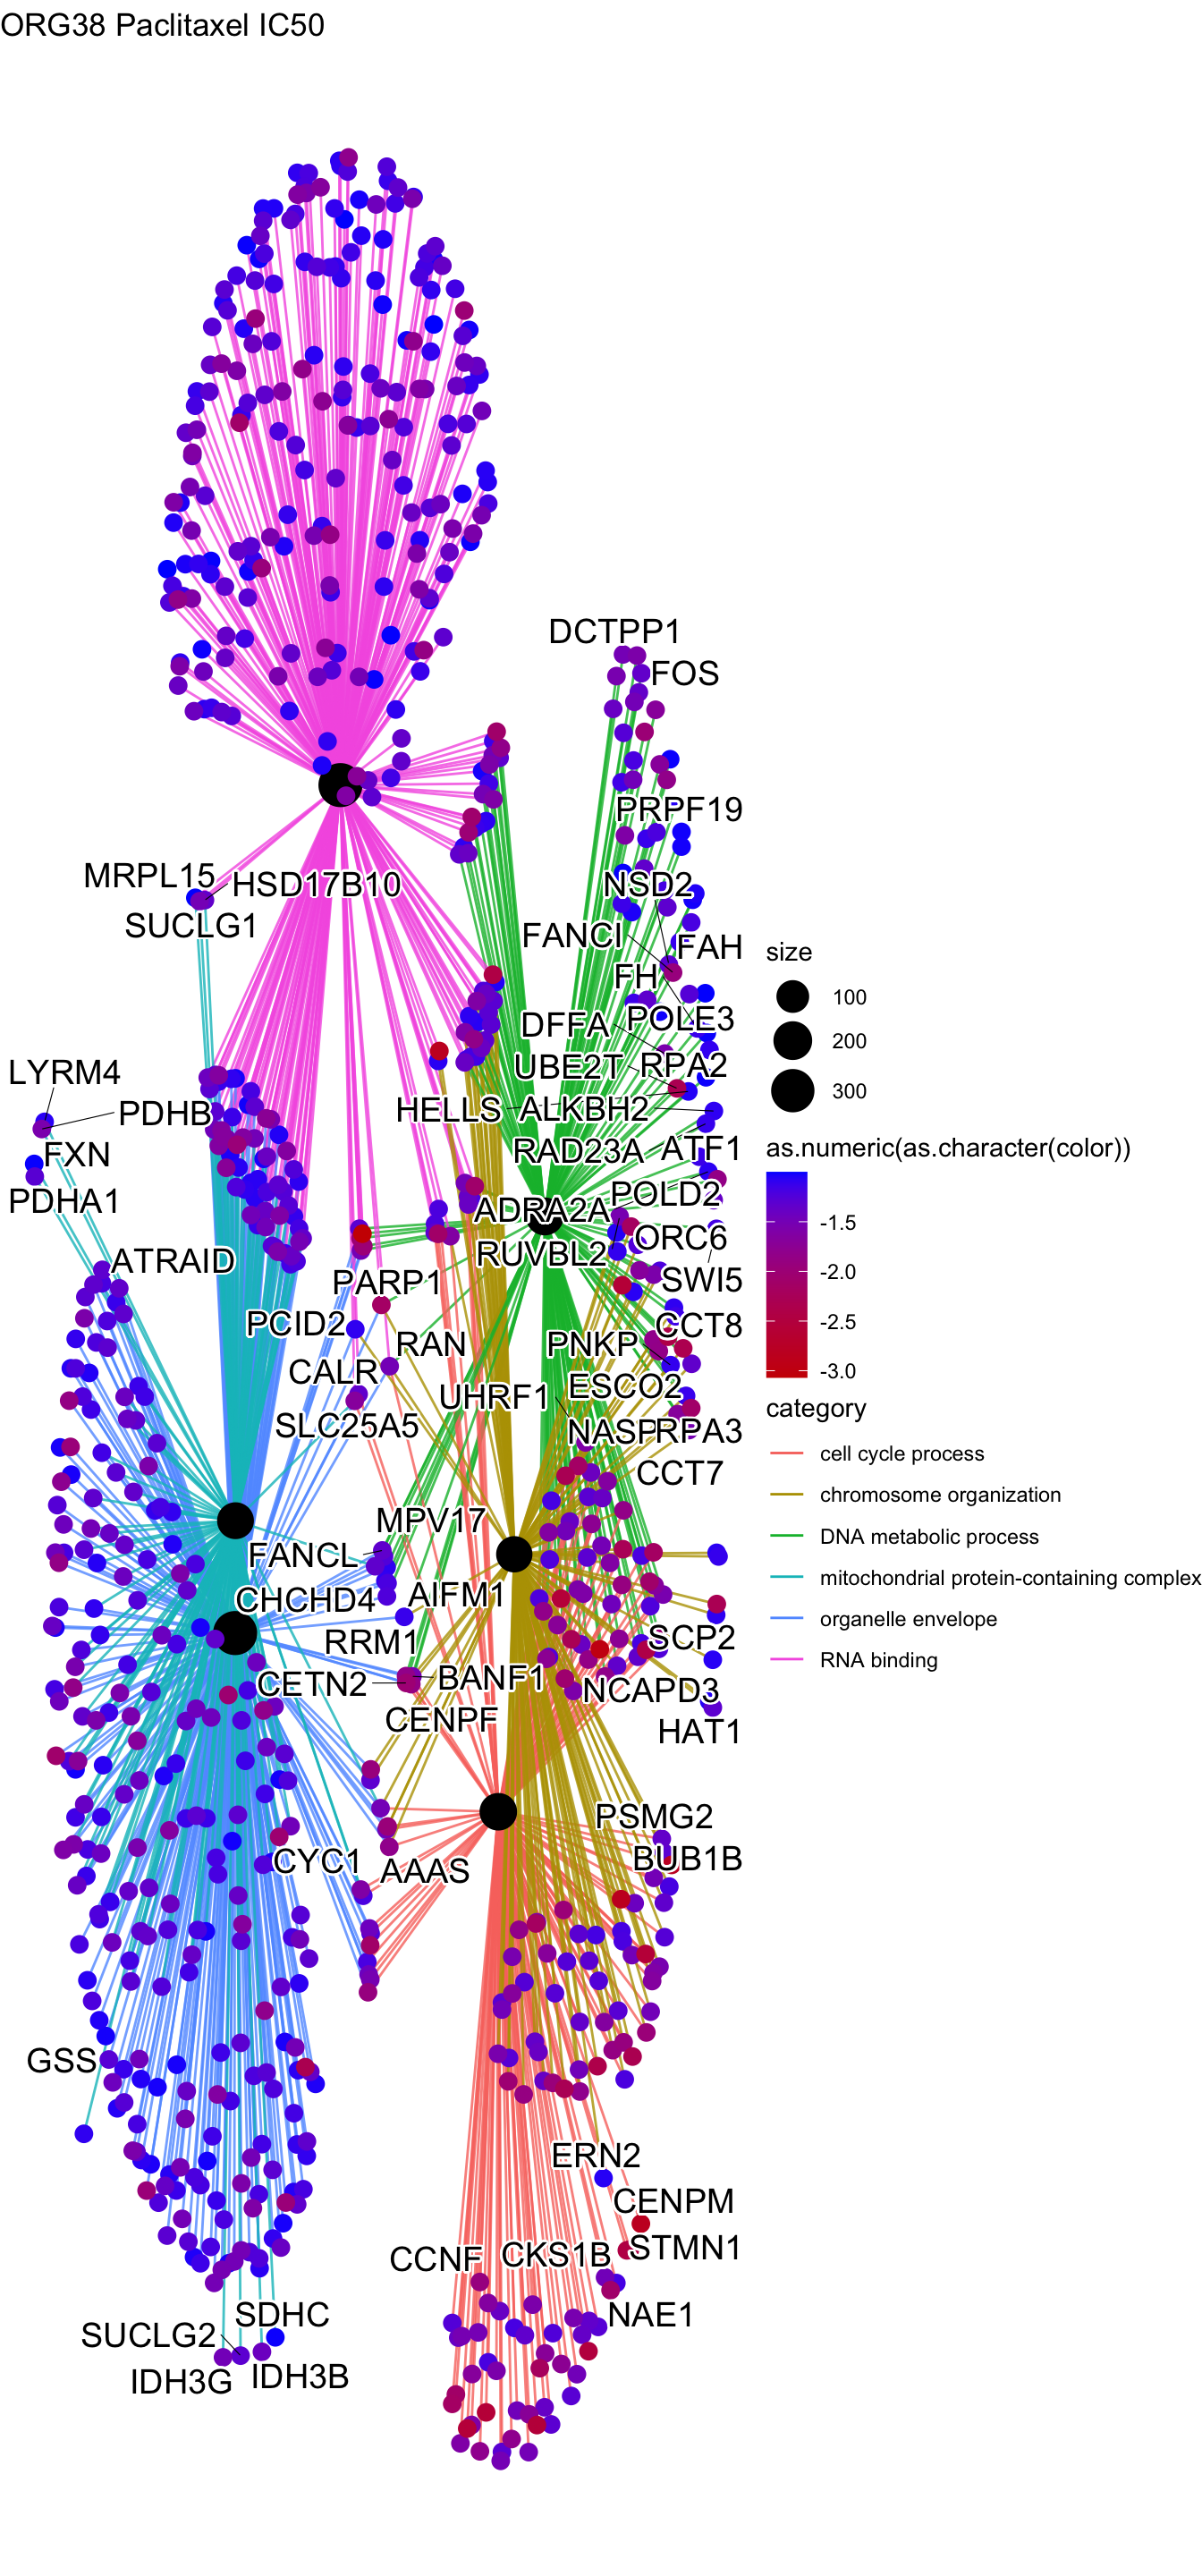 ORG38 Paclitaxel IC50
DCTPP1
FOS
PRPF19
MRPL15
HSD17B10
NSD2
SUCLG1
FANCI
FAH
FH
DFFA
POLE3
UBE2T
RPA2
LYRM4
PDHB
HELLS
ALKBH2
FXN
RAD23A
ATF1
PDHA1
ADRA2A
POLD2
ORC6
ATRAID
RUVBL2
SWI5
PARP1
PCID2
RAN
PNKP
CCT8
CALR
UHRF1
ESCO2
SLC25A5
NASP
RPA3
CCT7
MPV17
FANCL
CHCHD4
AIFM1
RRM1
SCP2
CETN2
BANF1
NCAPD3
CENPF
HAT1
PSMG2
CYC1
AAAS
BUB1B
GSS
ERN2
CENPM
STMN1
CCNF
CKS1B
NAE1
SDHC
SUCLG2
IDH3G
IDH3B
size
100
200
300
as.numeric(as.character(color))
-1.5
-2.0
-2.5
-3.0
category
cell cycle process
chromosome organization
DNA metabolic process
mitochondrial protein-containing complex
organelle envelope
RNA binding